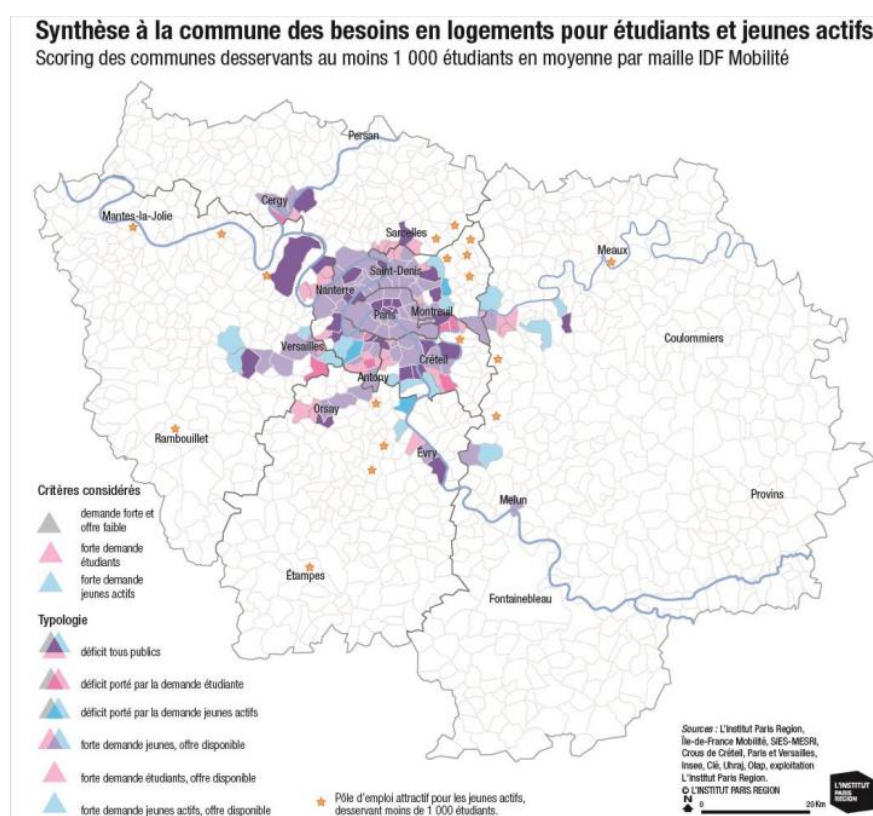 Synthèse à la commune des besoins en logements pour étudiants et jeunes actifs
Scoring des communes desservants au moins 1 000 étudiants en moyenne par maille IDF Mobilité
Persan
Cergy
Mantes-la-Jolie
Sarcelles
Meaux
Saint-Denis
Nanterre
Paris
Montreuil
Coulommiers
Versailles
Créteil
Antony
Orsay
Rambouillet
Évry
Melun
Provins
Étampes
Fontainebleau
Critères considérés
demande forte et
offre faible
forte demande
étudiants
forte demande
jeunes actifs
Typologie
déficit tous publics
déficit porté par la demande étudiante
déficit porté par la demande jeunes actifs
forte demande jeunes, offre disponible
forte demande étudiants, offre disponible
forte demande jeunes actifs, offre disponible
Pôle d'emploi attractif pour les jeunes actifs,
desservant moins de 1 000 étudiants.
Sources : L'Institut Paris Region,
Île-de-France Mobilité, SIES-MESRI,
Crous de Créteil, Paris et Versailles,
Insee, Clé, Uhraj, Olap, exploitation
L'Institut Paris Region.
© L'INSTITUT PARIS REGION
N
0 20 Km
L'INSTITUT
PARIS
REGION